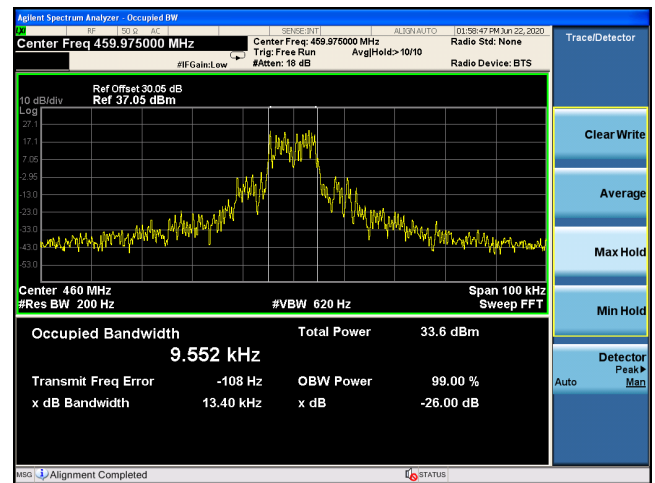 Agilent Spectrum Analyzer - Occupied BW
LXI RF 50 Ω AC SENSE:INT ALIGN AUTO 01:58:47 PM Jun 22, 2020
Center Freq 459.975000 MHz
Center Freq: 459.975000 MHz
Radio Std: None
Trig: Free Run Avg|Hold:> 10/10
#IFGain:Low #Atten: 18 dB Radio Device: BTS
Trace/Detector
Ref Offset 30.05 dB
10 dB/div Ref 37.05 dBm
Log
27.1
17.1
7.05
-2.95
-13.0
-23.0
-33.0
-43.0
-53.0
Center 460 MHz Span 100 kHz
#Res BW 200 Hz #VBW 620 Hz Sweep FFT
Occupied Bandwidth Total Power 33.6 dBm
9.552 kHz
Transmit Freq Error -108 Hz OBW Power 99.00 %
x dB Bandwidth 13.40 kHz x dB -26.00 dB
Clear Write
Average
Max Hold
Min Hold
Detector
Peak▶
Auto Man
MSG Alignment Completed STATUS